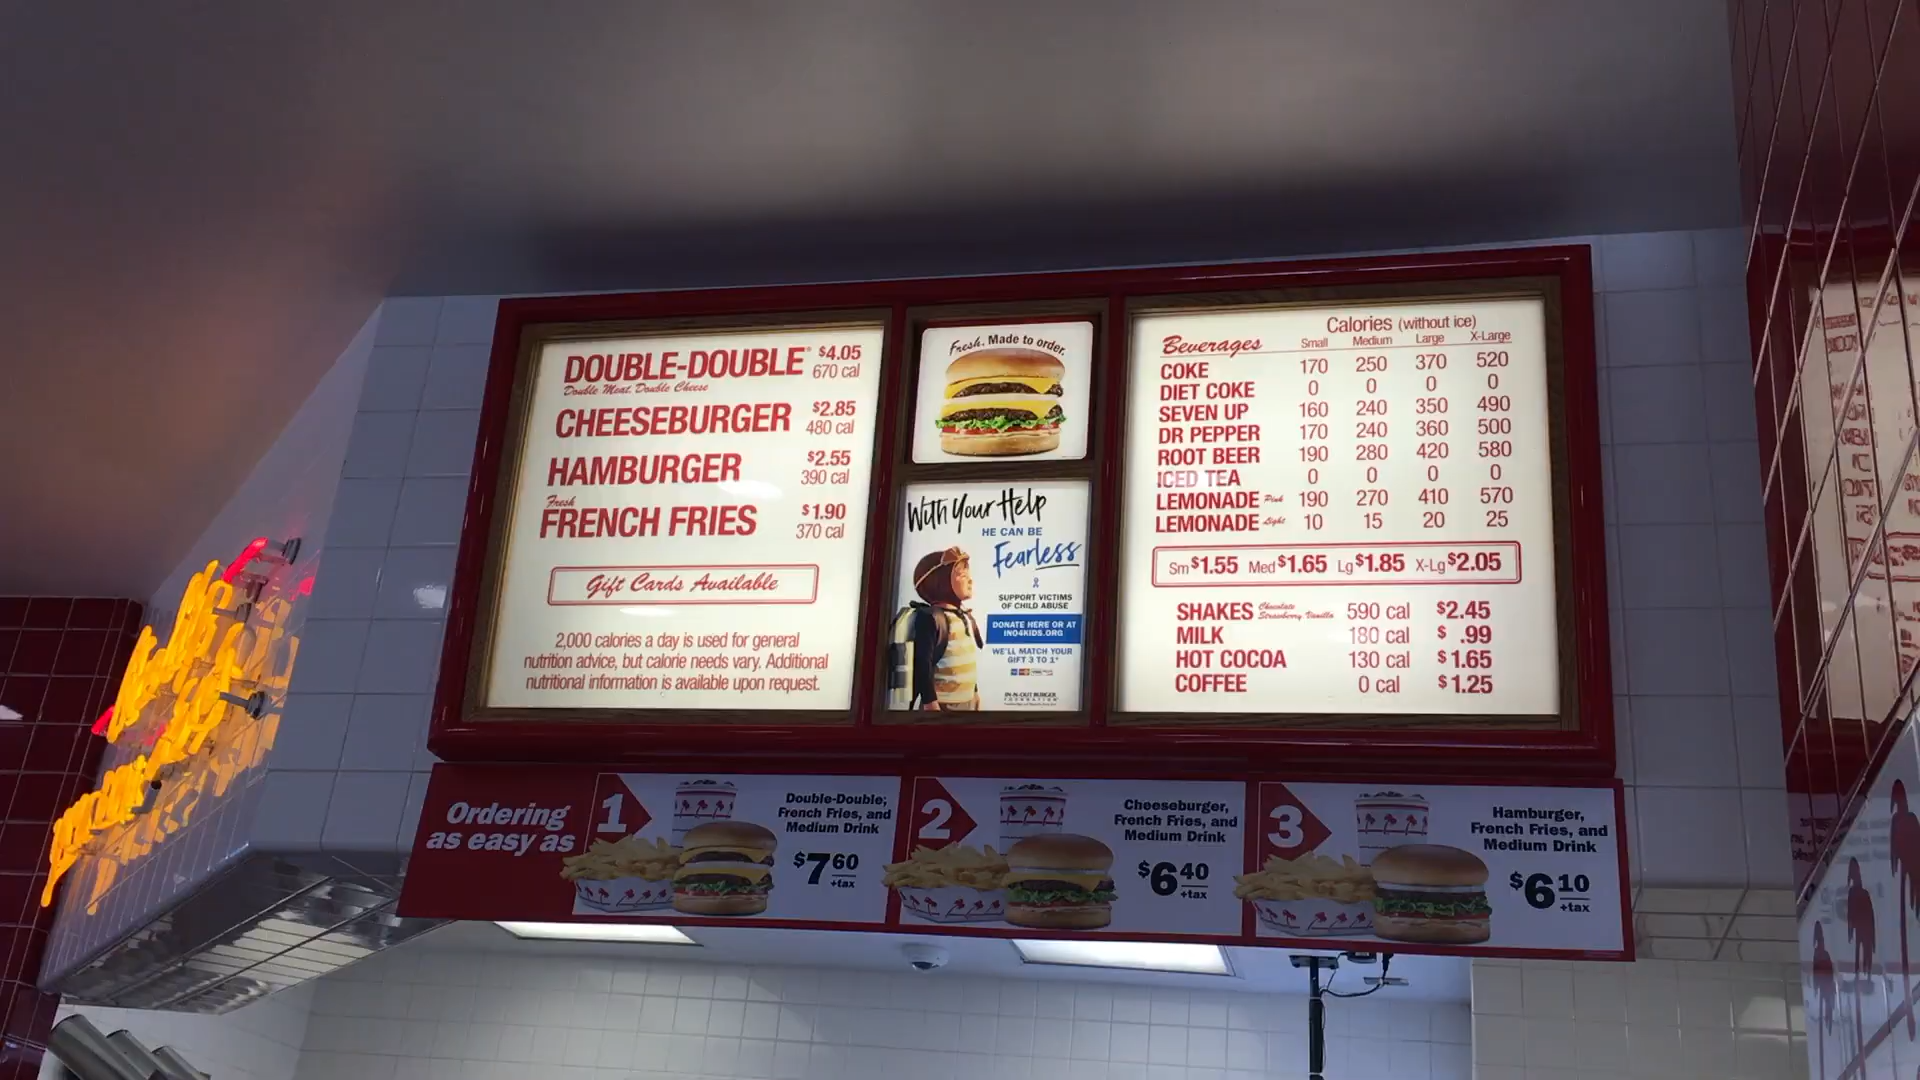 DOUBLE-DOUBLE® $4.05
Double Meat, Double Cheese 670 cal
CHEESEBURGER $2.85
480 cal
HAMBURGER $2.55
390 cal
Fresh
FRENCH FRIES $1.90
370 cal
Gift Cards Available
2,000 calories a day is used for general
nutrition advice, but calorie needs vary. Additional
nutritional information is available upon request.
Fresh. Made to order.
With Your Help
HE CAN BE
Fearless
SUPPORT VICTIMS
OF CHILD ABUSE
DONATE HERE OR AT
INO4KIDS.ORG
WE'LL MATCH YOUR
GIFT 3 TO 1*
IN-N-OUT BURGER
FOUNDATION
Calories (without ice)
Beverages Small Medium Large X-Large
COKE 170 250 370 520
DIET COKE 0 0 0 0
SEVEN UP 160 240 350 490
DR PEPPER 170 240 360 500
ROOT BEER 190 280 420 580
ICED TEA 0 0 0 0
LEMONADE Pink 190 270 410 570
LEMONADE Light 10 15 20 25
Sm $1.55 Med $1.65 Lg $1.85 X-Lg $2.05
SHAKES Chocolate Strawberry Vanilla 590 cal $2.45
MILK 180 cal $ .99
HOT COCOA 130 cal $1.65
COFFEE 0 cal $1.25
Ordering
as easy as
1
Double-Double,
French Fries, and
Medium Drink
$760
+tax
2
Cheeseburger,
French Fries, and
Medium Drink
$640
+tax
3
Hamburger,
French Fries, and
Medium Drink
$610
+tax